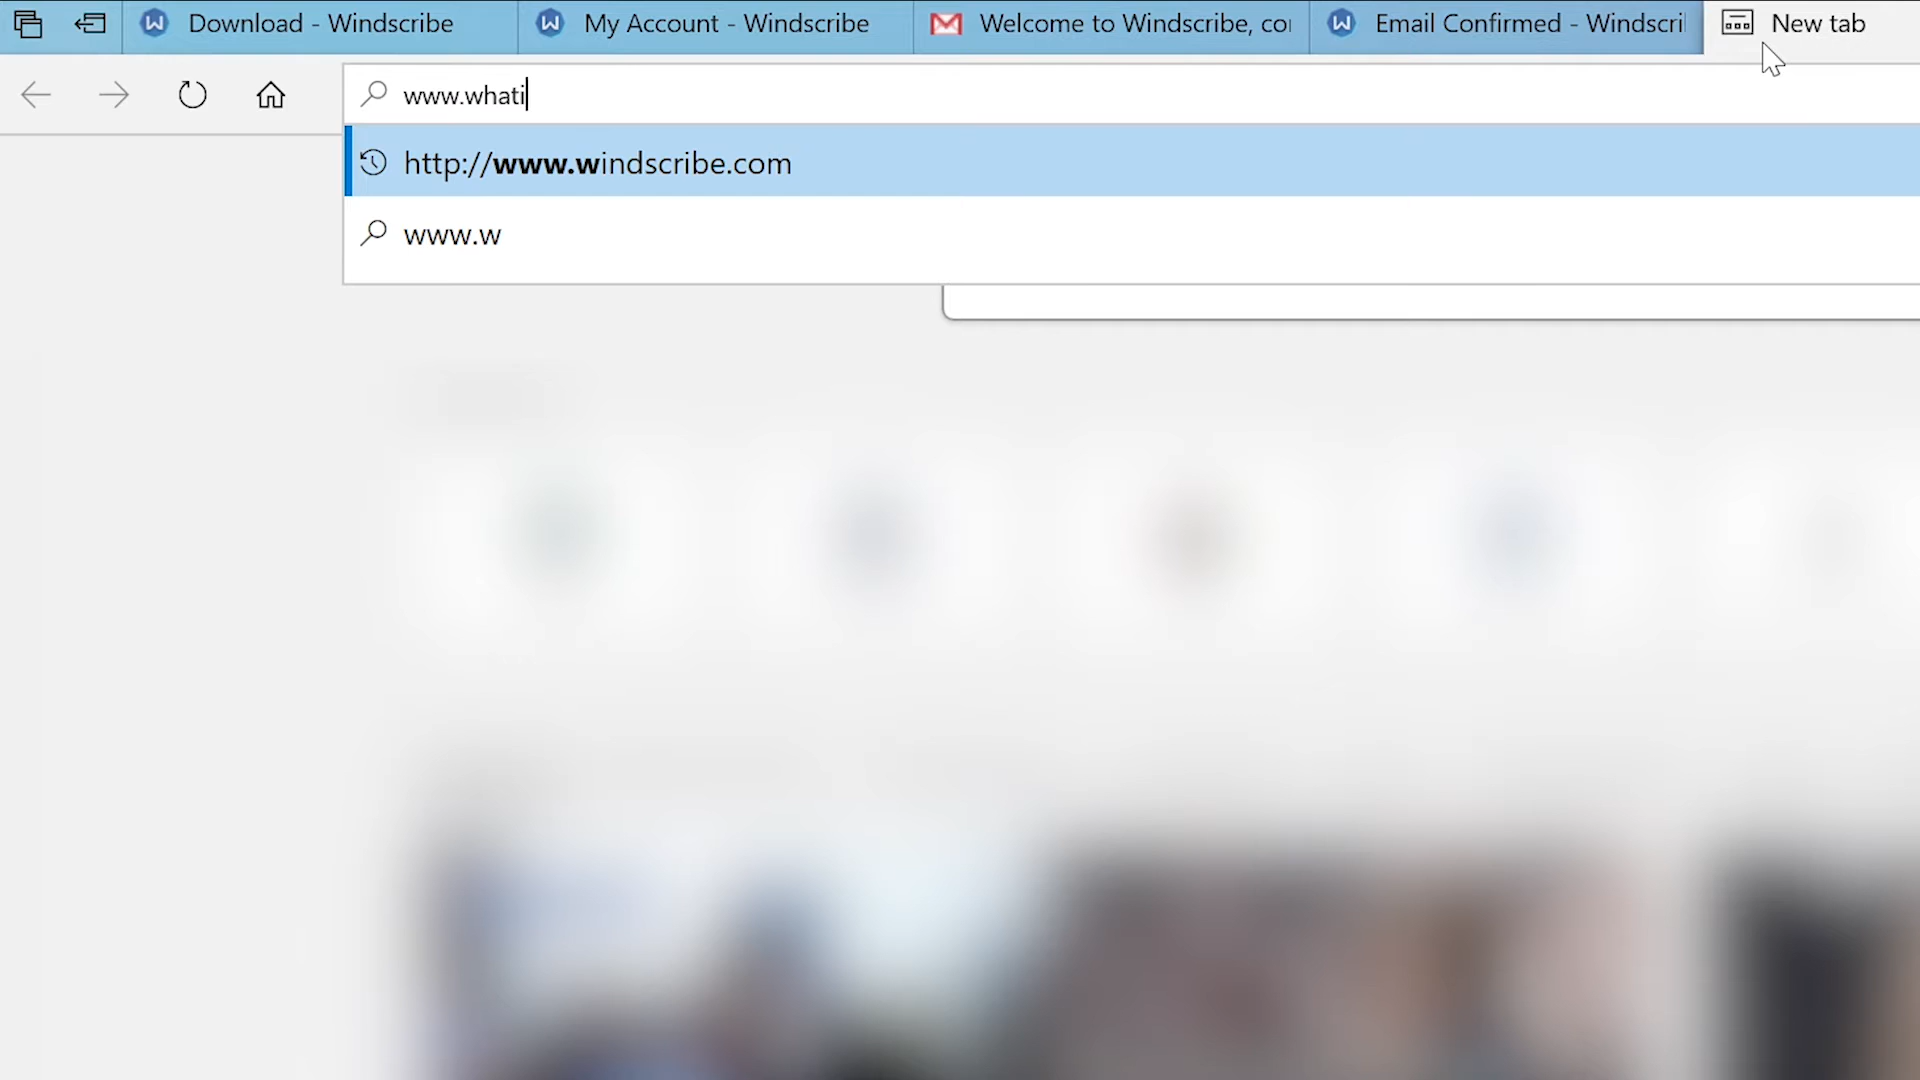 Download - Windscribe
My Account - Windscribe
Welcome to Windscribe, co
Email Confirmed - Windscri
New tab
www.whati
http://www.windscribe.com
www.w